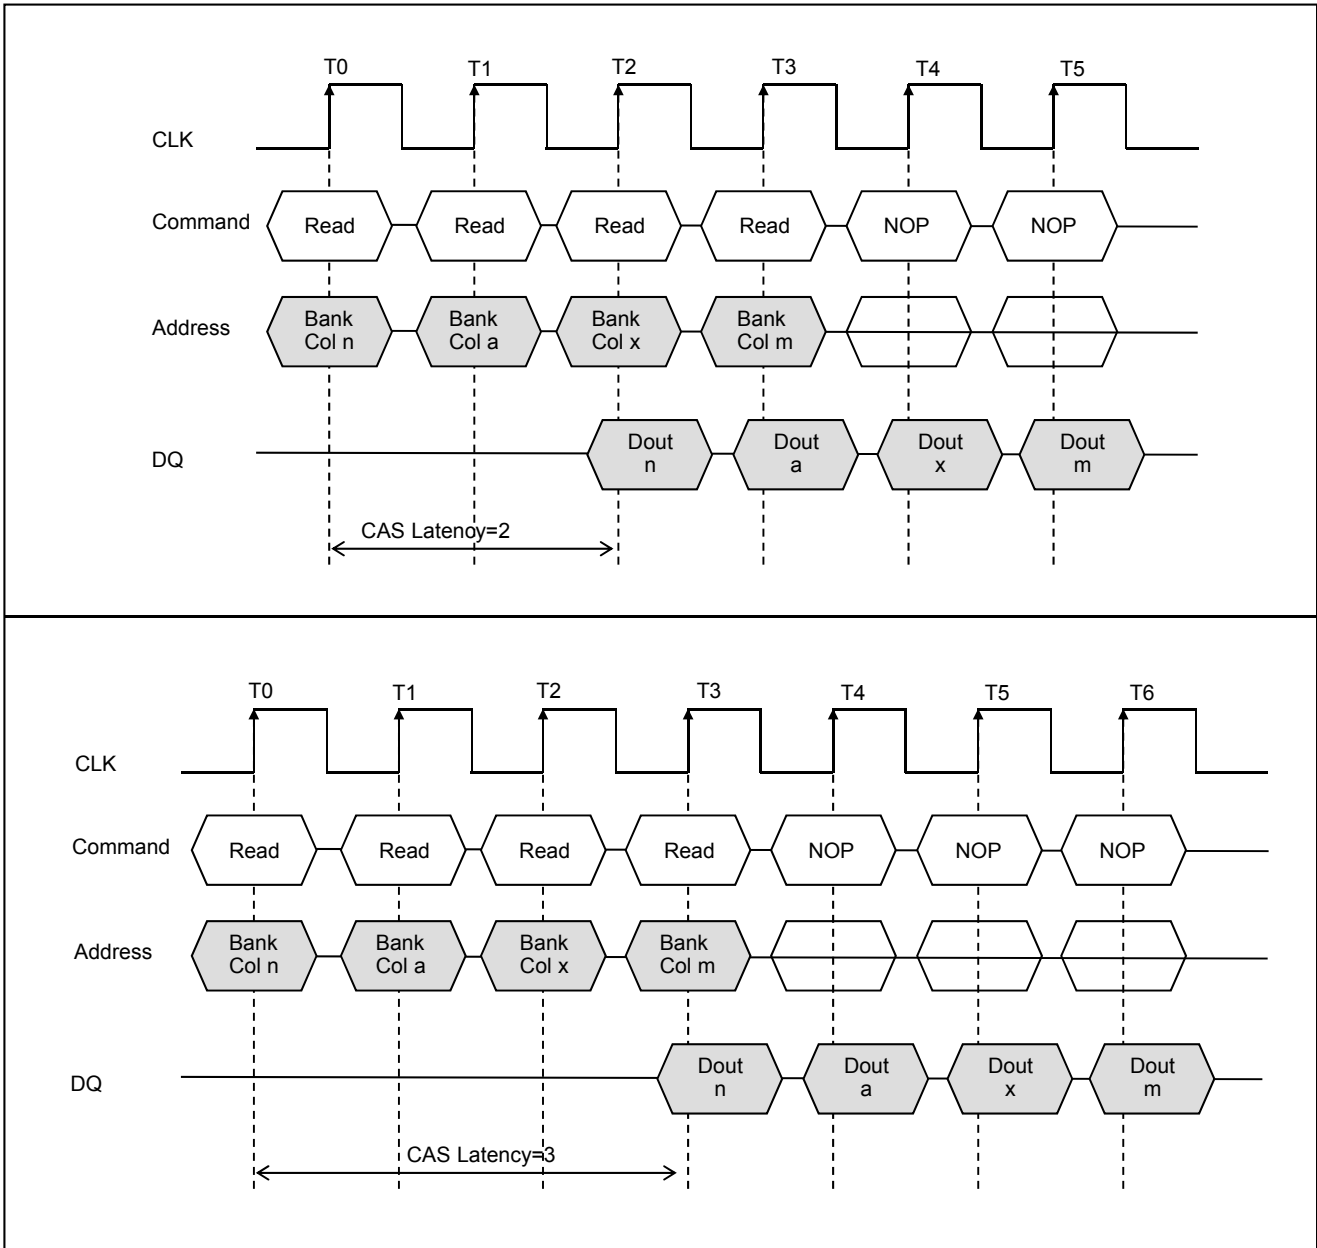 T0 T1 T2 T3 T4 T5
CLK
Command Read Read Read Read NOP NOP
Address
Bank Col n
Bank Col a
Bank Col x
Bank Col m
DQ
Dout n
Dout a
Dout x
Dout m
CAS Latency=2
T0 T1 T2 T3 T4 T5 T6
CLK
Command Read Read Read Read NOP NOP NOP
Address
Bank Col n
Bank Col a
Bank Col x
Bank Col m
DQ
Dout n
Dout a
Dout x
Dout m
CAS Latency=3